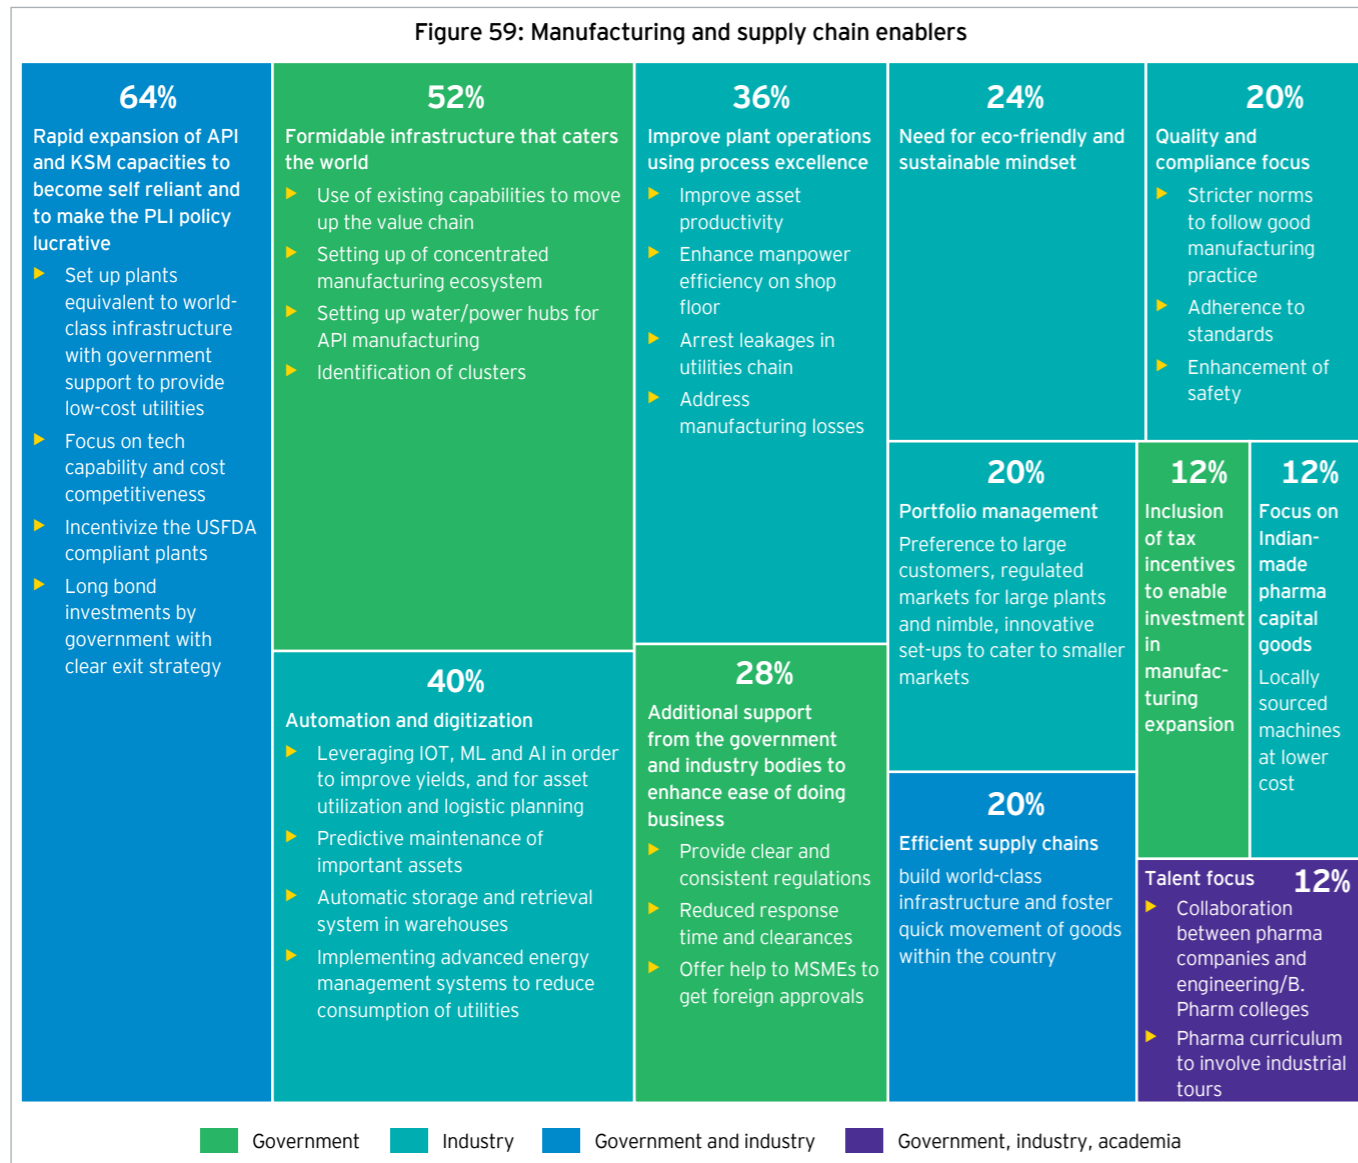 Figure 59: Manufacturing and supply chain enablers
64%
Rapid expansion of API
and KSM capacities to
become self reliant and
to make the PLI policy
lucrative
Set up plants
equivalent to world-
class infrastructure
with government
support to provide
low-cost utilities
Focus on tech
capability and cost
competitiveness
Incentivize the USFDA
compliant plants
Long bond
investments by
government with
clear exit strategy
52%
Formidable infrastructure that caters
the world
Use of existing capabilities to move
up the value chain
Setting up of concentrated
manufacturing ecosystem
Setting up water/power hubs for
API manufacturing
Identification of clusters
40%
Automation and digitization
Leveraging IOT, ML and AI in order
to improve yields, and for asset
utilization and logistic planning
Predictive maintenance of
important assets
Automatic storage and retrieval
system in warehouses
Implementing advanced energy
management systems to reduce
consumption of utilities
36%
Improve plant operations
using process excellence
Improve asset
productivity
Enhance manpower
efficiency on shop
floor
Arrest leakages in
utilities chain
Address
manufacturing losses
28%
Additional support
from the government
and industry bodies to
enhance ease of doing
business
Provide clear and
consistent regulations
Reduced response
time and clearances
Offer help to MSMEs to
get foreign approvals
24%
Need for eco-friendly and
sustainable mindset
20%
Quality and
compliance focus
Stricter norms
to follow good
manufacturing
practice
Adherence to
standards
Enhancement of
safety
20%
Portfolio management
Preference to large
customers, regulated
markets for large plants
and nimble, innovative
set-ups to cater to smaller
markets
20%
Efficient supply chains
build world-class
infrastructure and foster
quick movement of goods
within the country
12%
Inclusion
of tax
incentives
to enable
investment
in
manufac-
turing
expansion
12%
Focus on
Indian-
made
pharma
capital
goods
Locally
sourced
machines
at lower
cost
Talent focus 12%
Collaboration
between pharma
companies and
engineering/B.
Pharm colleges
Pharma curriculum
to involve industrial
tours
Government
Industry
Government and industry
Government, industry, academia